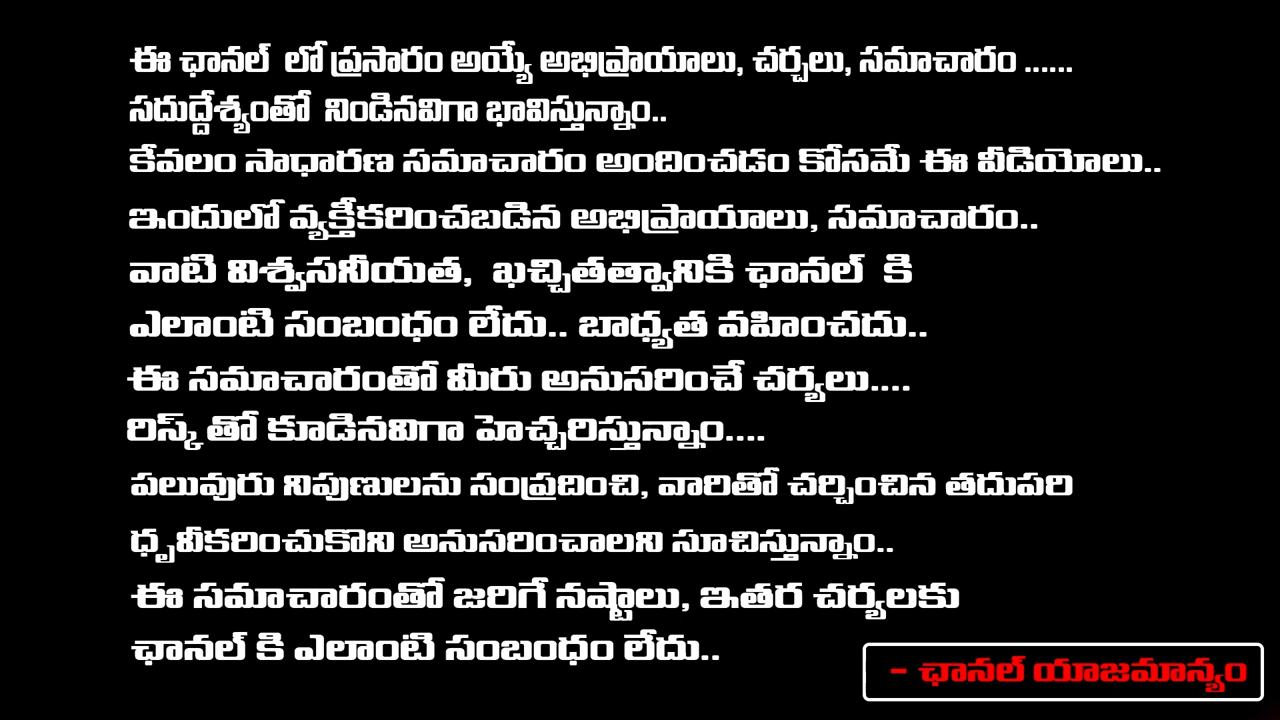 ఈ ఛానల్ లో ప్రసారం అయ్యే అభిప్రాయాలు, చర్చలు, సమాచారం ......
సదుద్దేశ్యంతో నిండినవిగా భావిస్తున్నాం..
కేవలం సాధారణ సమాచారం అందించడం కోసమే ఈ వీడియోలు..
ఇందులో వ్యక్తీకరించబడిన అభిప్రాయాలు, సమాచారం..
వాటి విశ్వసనీయత, ఖచ్చితత్వానికి ఛానల్ కి
ఎలాంటి సంబంధం లేదు.. బాధ్యత వహించదు..
ఈ సమాచారంతో మీరు అనుసరించే చర్యలు....
రిస్క్ తో కూడినవిగా హెచ్చరిస్తున్నాం....
పలువురు నిపుణులను సంప్రదించి, వారితో చర్చించిన తదుపరి
ధృవీకరించుకొని అనుసరించాలని సూచిస్తున్నాం..
ఈ సమాచారంతో జరిగే నష్టాలు, ఇతర చర్యలకు
ఛానల్ కి ఎలాంటి సంబంధం లేదు..
- ఛానల్ యాజమాన్యం